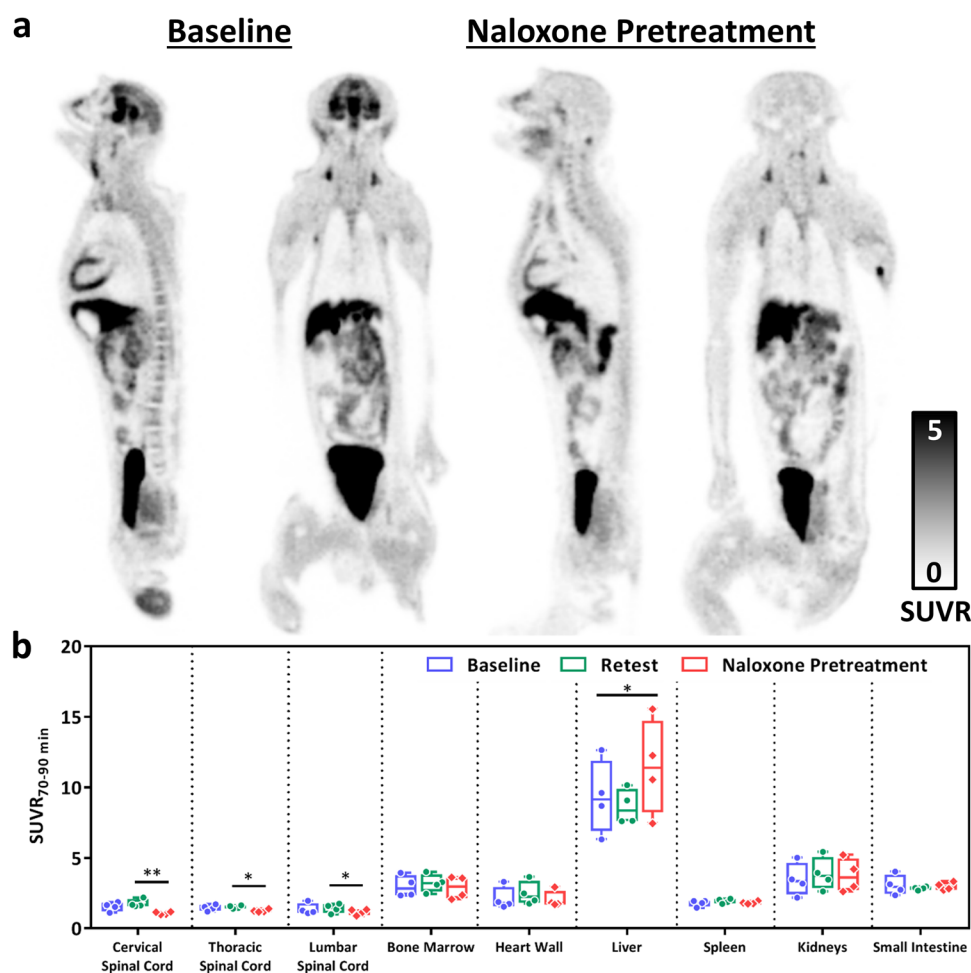 a
Baseline
Naloxone Pretreatment
5
0
SUVR
b
20
15
10
5
0
SUVR70-90 min
Baseline
Retest
Naloxone Pretreatment
**
*
*
*
Cervical
Spinal Cord
Thoracic
Spinal Cord
Lumbar
Spinal Cord
Bone Marrow
Heart Wall
Liver
Spleen
Kidneys
Small Intestine